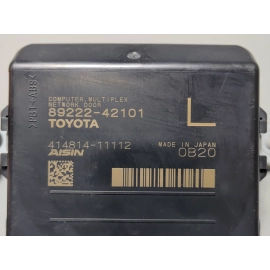 COMPUTER, MULTIPLEX
NETWORK DOOR
89222-42101
TOYOTA
L
414814-11112
AISIN
MADE IN JAPAN
0B20